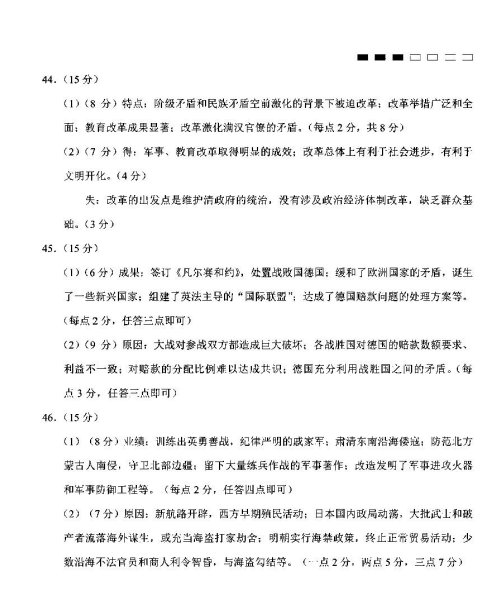 44.（15 分）
（1）（8 分）特点：阶级矛盾和民族矛盾空前激化的背景下被迫改革；改革举措广泛和全
面；教育改革成果显著；改革激化满汉官僚的矛盾。（每点 2 分，共 8 分）
（2）（7 分）得：军事、教育改革取得明显的成效；改革总体上有利于社会进步，有利于
文明开化。（4 分）
失：改革的出发点是维护清政府的统治，没有涉及政治经济体制改革，缺乏群众基
础。（3 分）
45.（15 分）
（1）（6 分）成果：签订《凡尔赛和约》，处置战败国德国；缓和了欧洲国家的矛盾，诞生
了一些新兴国家；组建了英法主导的“国际联盟”；达成了德国赔款问题的处理方案等。
（每点 2 分，任答三点即可）
（2）（9 分）原因：大战对参战双方都造成巨大破坏；各战胜国对德国的赔款数额要求、
利益不一致；对赔款的分配比例难以达成共识；德国充分利用战胜国之间的矛盾。（每
点 3 分，任答三点即可）
46.（15 分）
（1）（8 分）业绩：训练出英勇善战，纪律严明的戚家军；肃清东南沿海倭寇；防范北方
蒙古人南侵，守卫北部边疆；留下大量练兵作战的军事著作；改造发明了军事进攻火器
和军事防御工程等。（每点 2 分，任答四点即可）
（2）（7 分）原因：新航路开辟，西方早期殖民活动；日本国内政局动荡，大批武士和破
产者流落海外谋生，或充当海盗打家劫舍；明朝实行海禁政策，终止正常贸易活动；少
数沿海不法官员和商人利令智昏，与海盗勾结等。（一点 2 分，两点 5 分，三点 7 分）